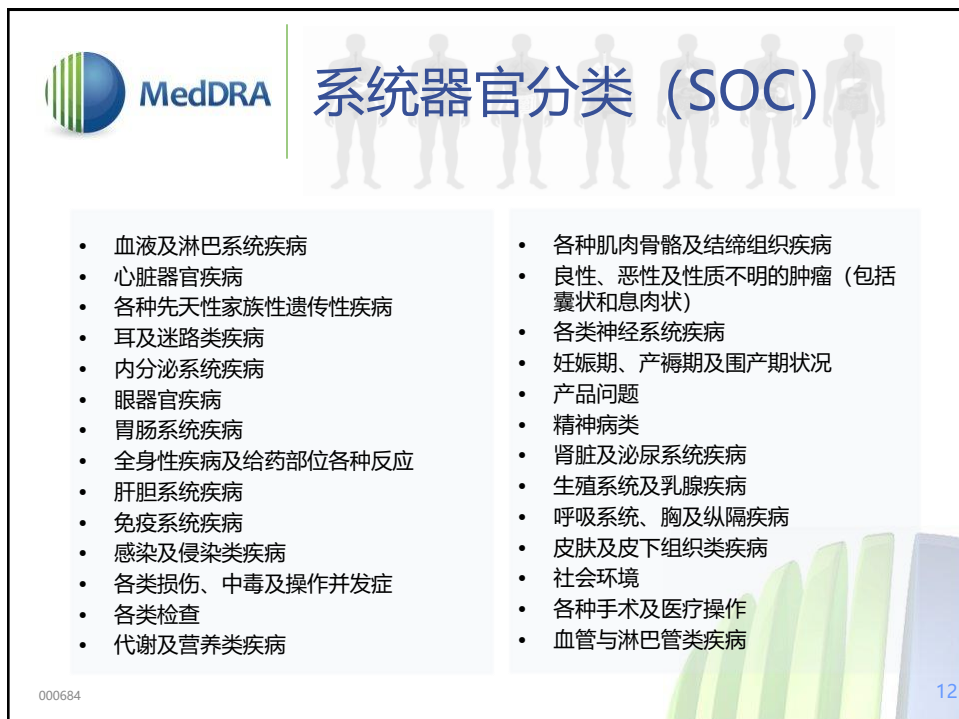 MedDRA
系统器官分类（SOC）
• 血液及淋巴系统疾病
• 心脏器官疾病
• 各种先天性家族性遗传性疾病
• 耳及迷路类疾病
• 内分泌系统疾病
• 眼器官疾病
• 胃肠系统疾病
• 全身性疾病及给药部位各种反应
• 肝胆系统疾病
• 免疫系统疾病
• 感染及侵染类疾病
• 各类损伤、中毒及操作并发症
• 各类检查
• 代谢及营养类疾病
• 各种肌肉骨骼及结缔组织疾病
• 良性、恶性及性质不明的肿瘤（包括
囊状和息肉状）
• 各类神经系统疾病
• 妊娠期、产褥期及围产期状况
• 产品问题
• 精神病类
• 肾脏及泌尿系统疾病
• 生殖系统及乳腺疾病
• 呼吸系统、胸及纵隔疾病
• 皮肤及皮下组织类疾病
• 社会环境
• 各种手术及医疗操作
• 血管与淋巴管类疾病
000684
12